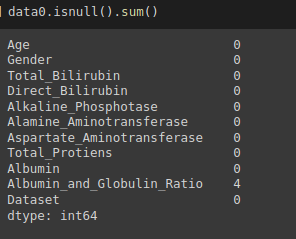 data0.isnull().sum()
Age 0
Gender 0
Total_Bilirubin 0
Direct_Bilirubin 0
Alkaline_Phosphotase 0
Alamine_Aminotransferase 0
Aspartate_Aminotransferase 0
Total_Protiens 0
Albumin 0
Albumin_and_Globulin_Ratio 4
Dataset 0
dtype: int64